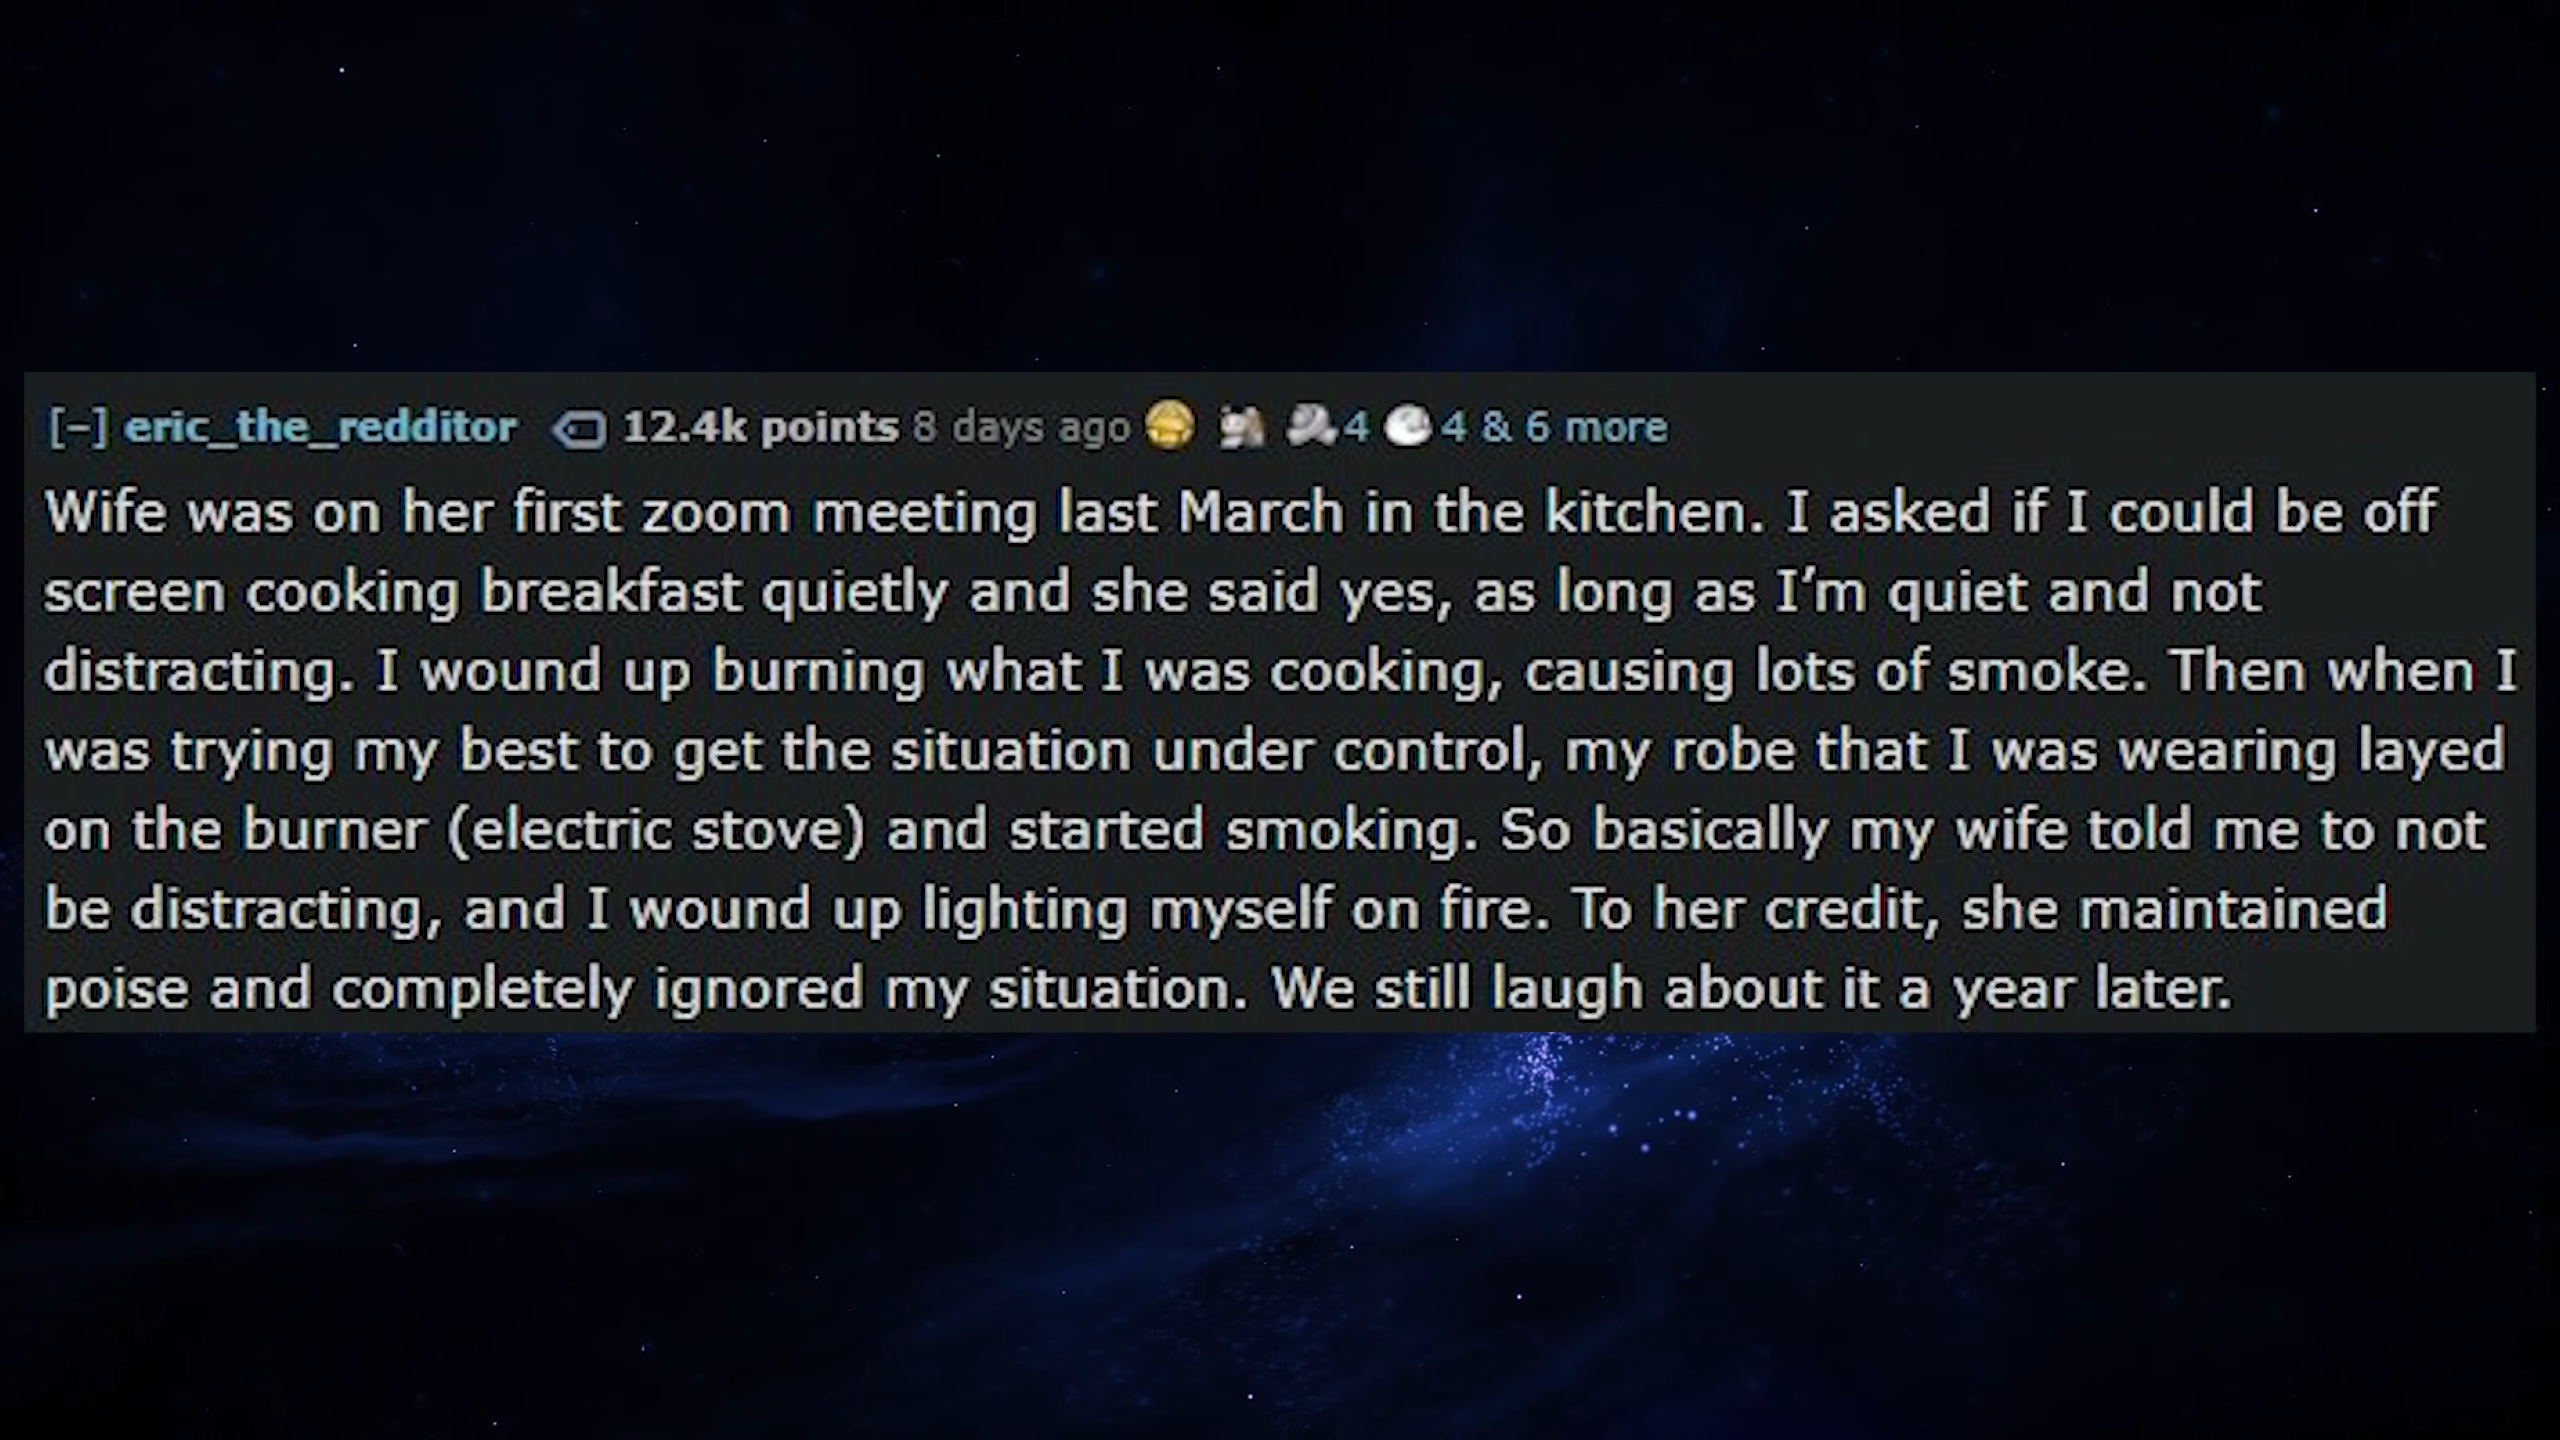 [–] eric_the_redditor 12.4k points 8 days ago 4 4 & 6 more
Wife was on her first zoom meeting last March in the kitchen. I asked if I could be off
screen cooking breakfast quietly and she said yes, as long as I’m quiet and not
distracting. I wound up burning what I was cooking, causing lots of smoke. Then when I
was trying my best to get the situation under control, my robe that I was wearing layed
on the burner (electric stove) and started smoking. So basically my wife told me to not
be distracting, and I wound up lighting myself on fire. To her credit, she maintained
poise and completely ignored my situation. We still laugh about it a year later.